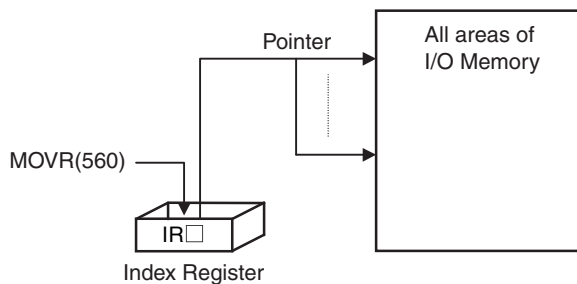 Pointer
All areas of
I/O Memory
MOVR(560)
IR□
Index Register